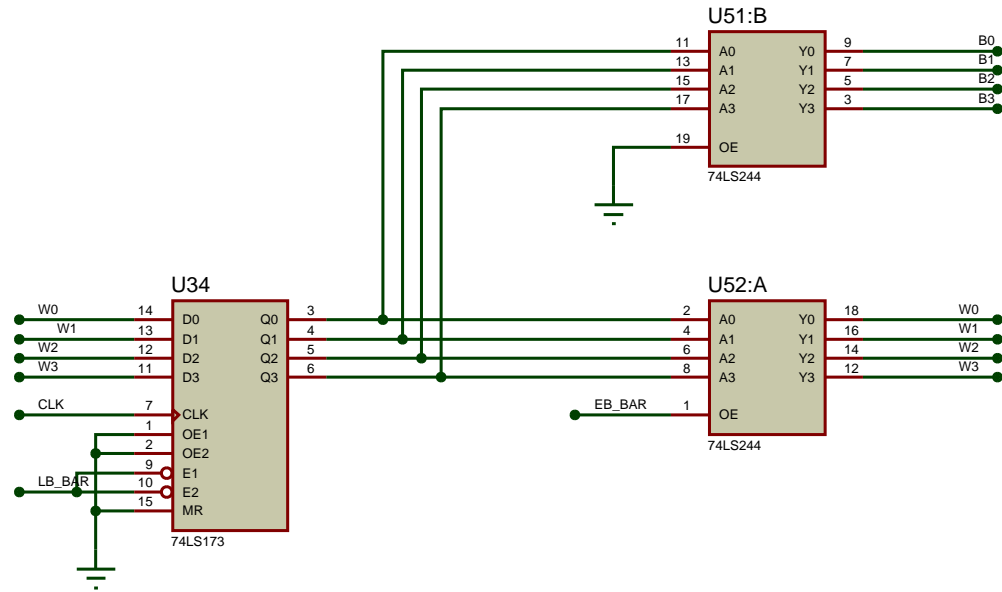 U51:B
11 A0 Y0 9 B0
13 A1 Y1 7 B1
15 A2 Y2 5 B2
17 A3 Y3 3 B3
19 OE
74LS244
U34
W0 14 D0 Q0 3
W1 13 D1 Q1 4
W2 12 D2 Q2 5
W3 11 D3 Q3 6
CLK 7 CLK
1 OE1
2 OE2
9 E1
LB_BAR 10 E2
15 MR
74LS173
U52:A
2 A0 Y0 18 W0
4 A1 Y1 16 W1
6 A2 Y2 14 W2
8 A3 Y3 12 W3
EB_BAR 1 OE
74LS244